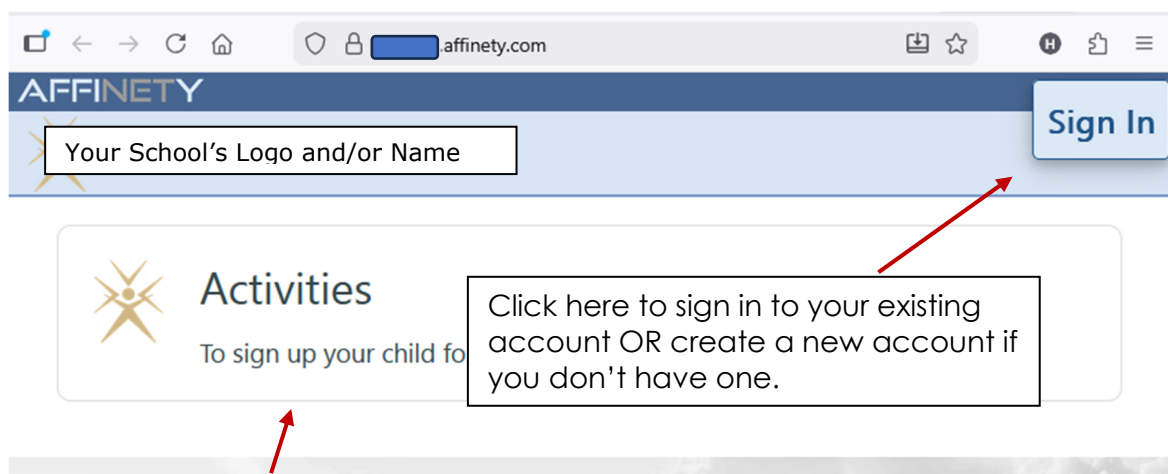 .affinety.com
H
AFFINETY
Sign In
Your School's Logo and/or Name
Activities
To sign up your child fo
Click here to sign in to your existing
account OR create a new account if
you don't have one.